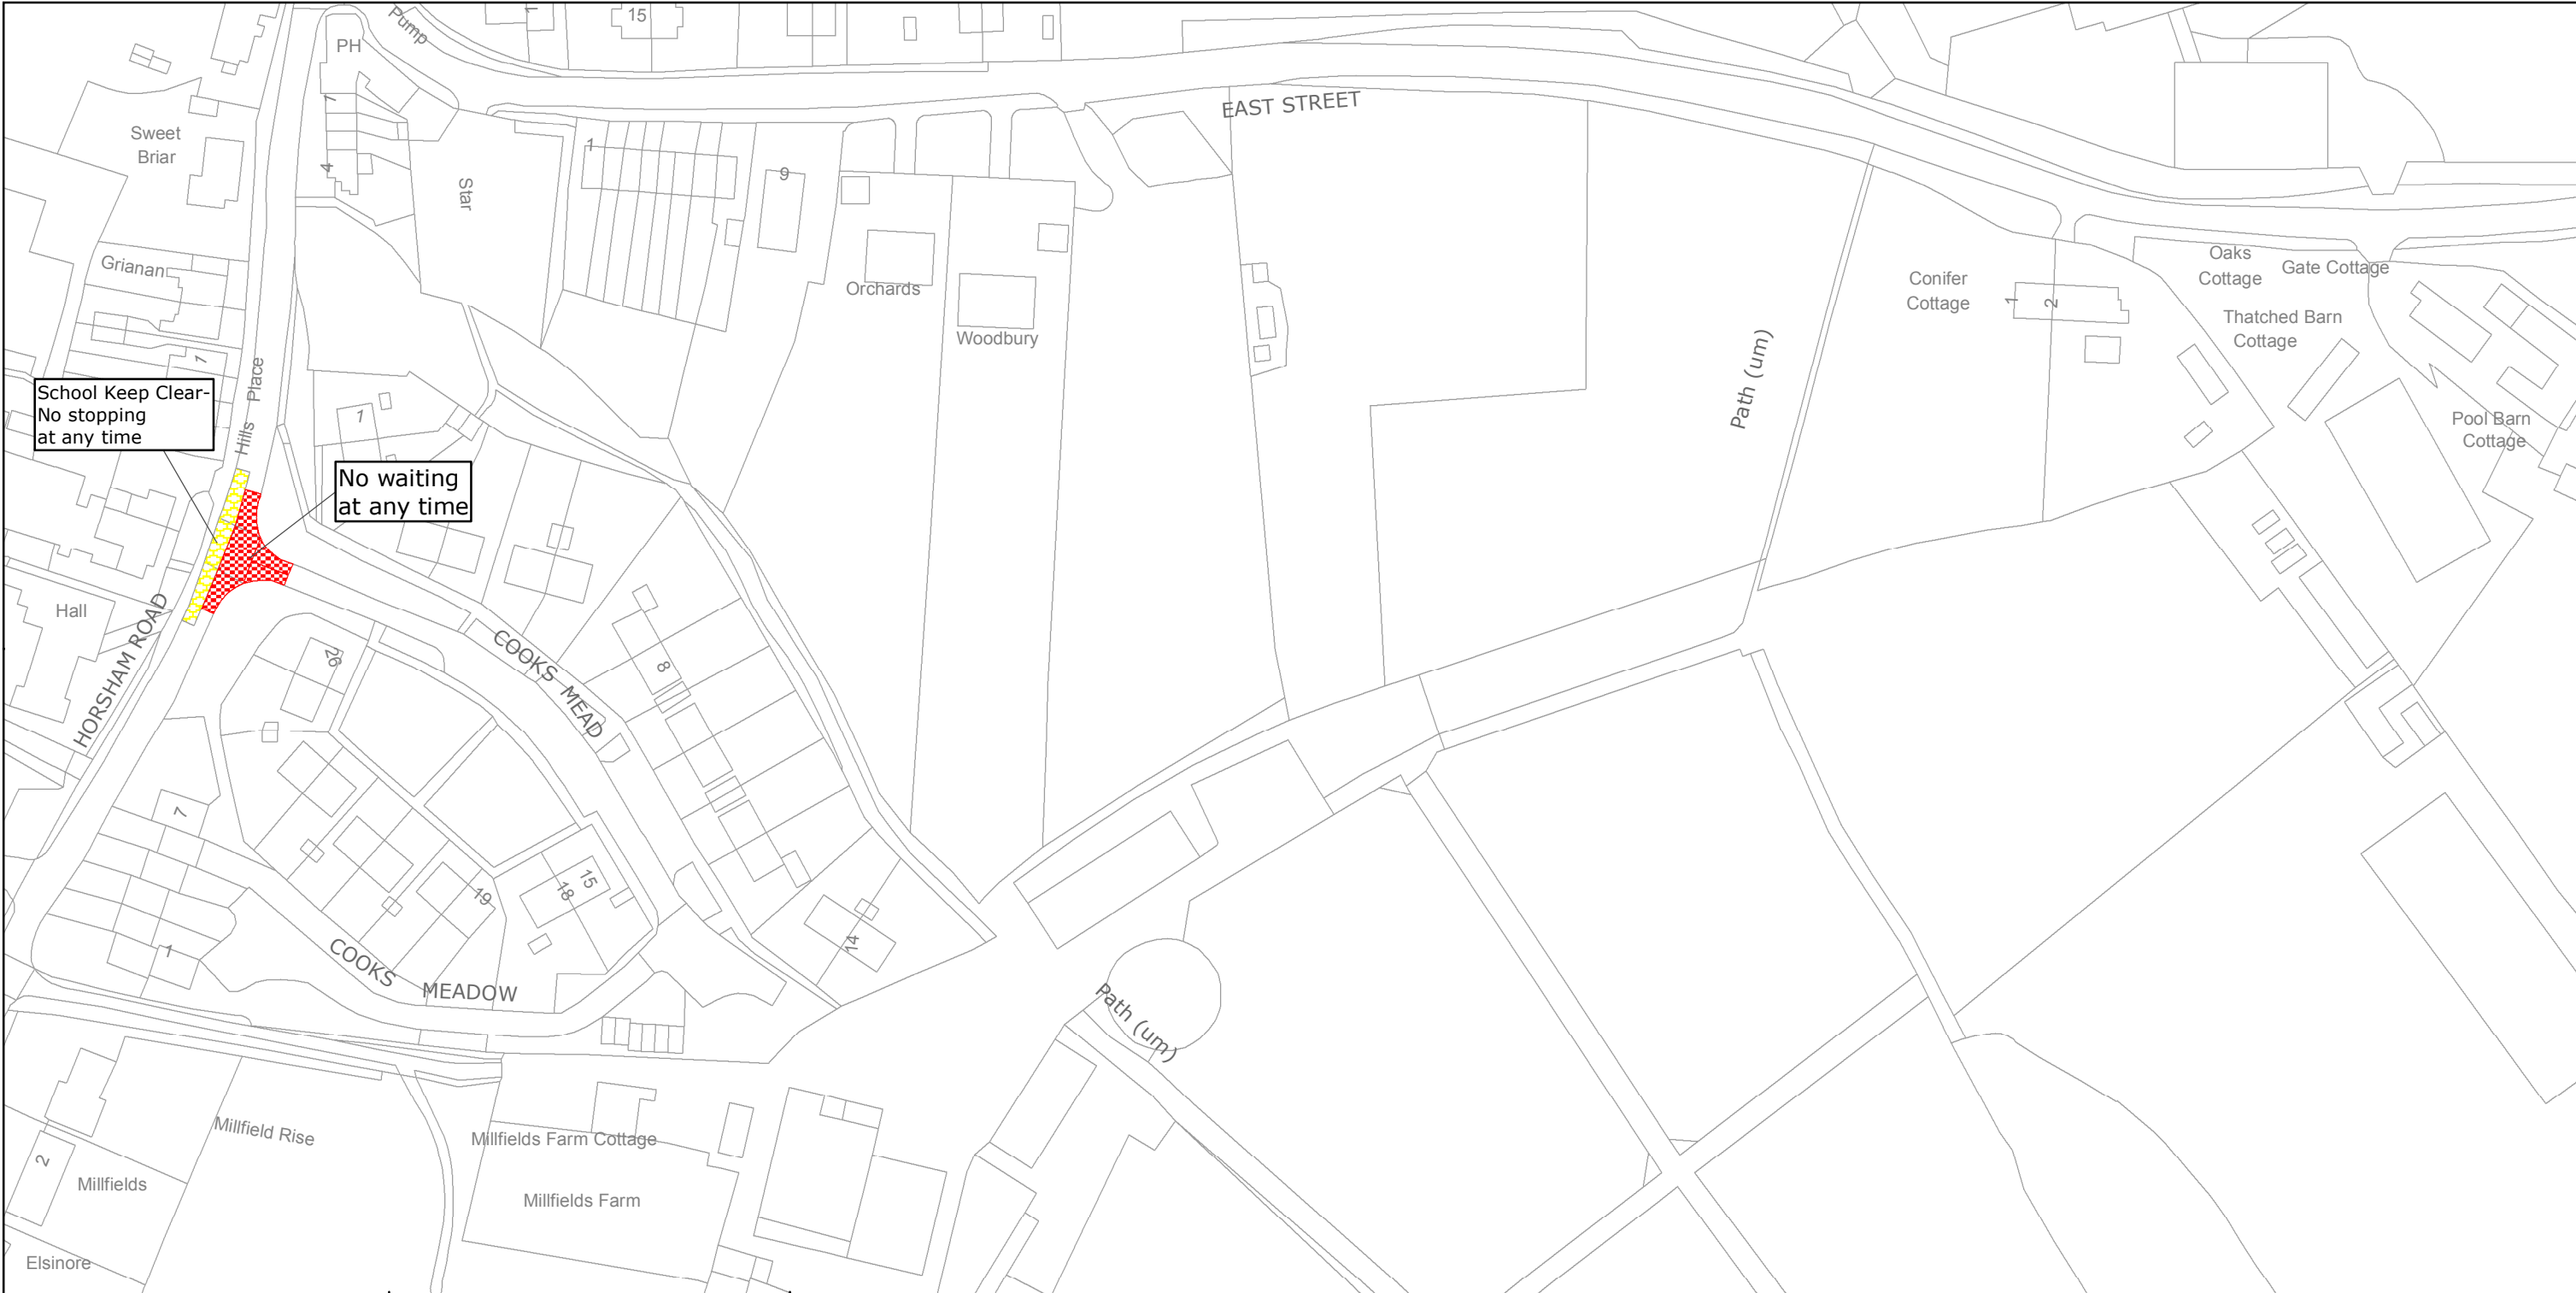 Pump
1
15
PH
7
4
Sweet
Briar
Star
1
9
EAST STREET
Grianan
Orchards
Woodbury
Conifer
Cottage
1
2
Oaks
Cottage
Gate Cottage
Thatched Barn
Cottage
Pool Barn
Cottage
1
Hills Place
School Keep Clear-
No stopping
at any time
1
No waiting
at any time
Path (um)
Hall
HORSHAM ROAD
COOKS MEAD
26
8
7
19
18
15
14
1
COOKS MEADOW
Path (um)
Millfield Rise
Millfields Farm Cottage
2
Millfields
Millfields Farm
Elsinore